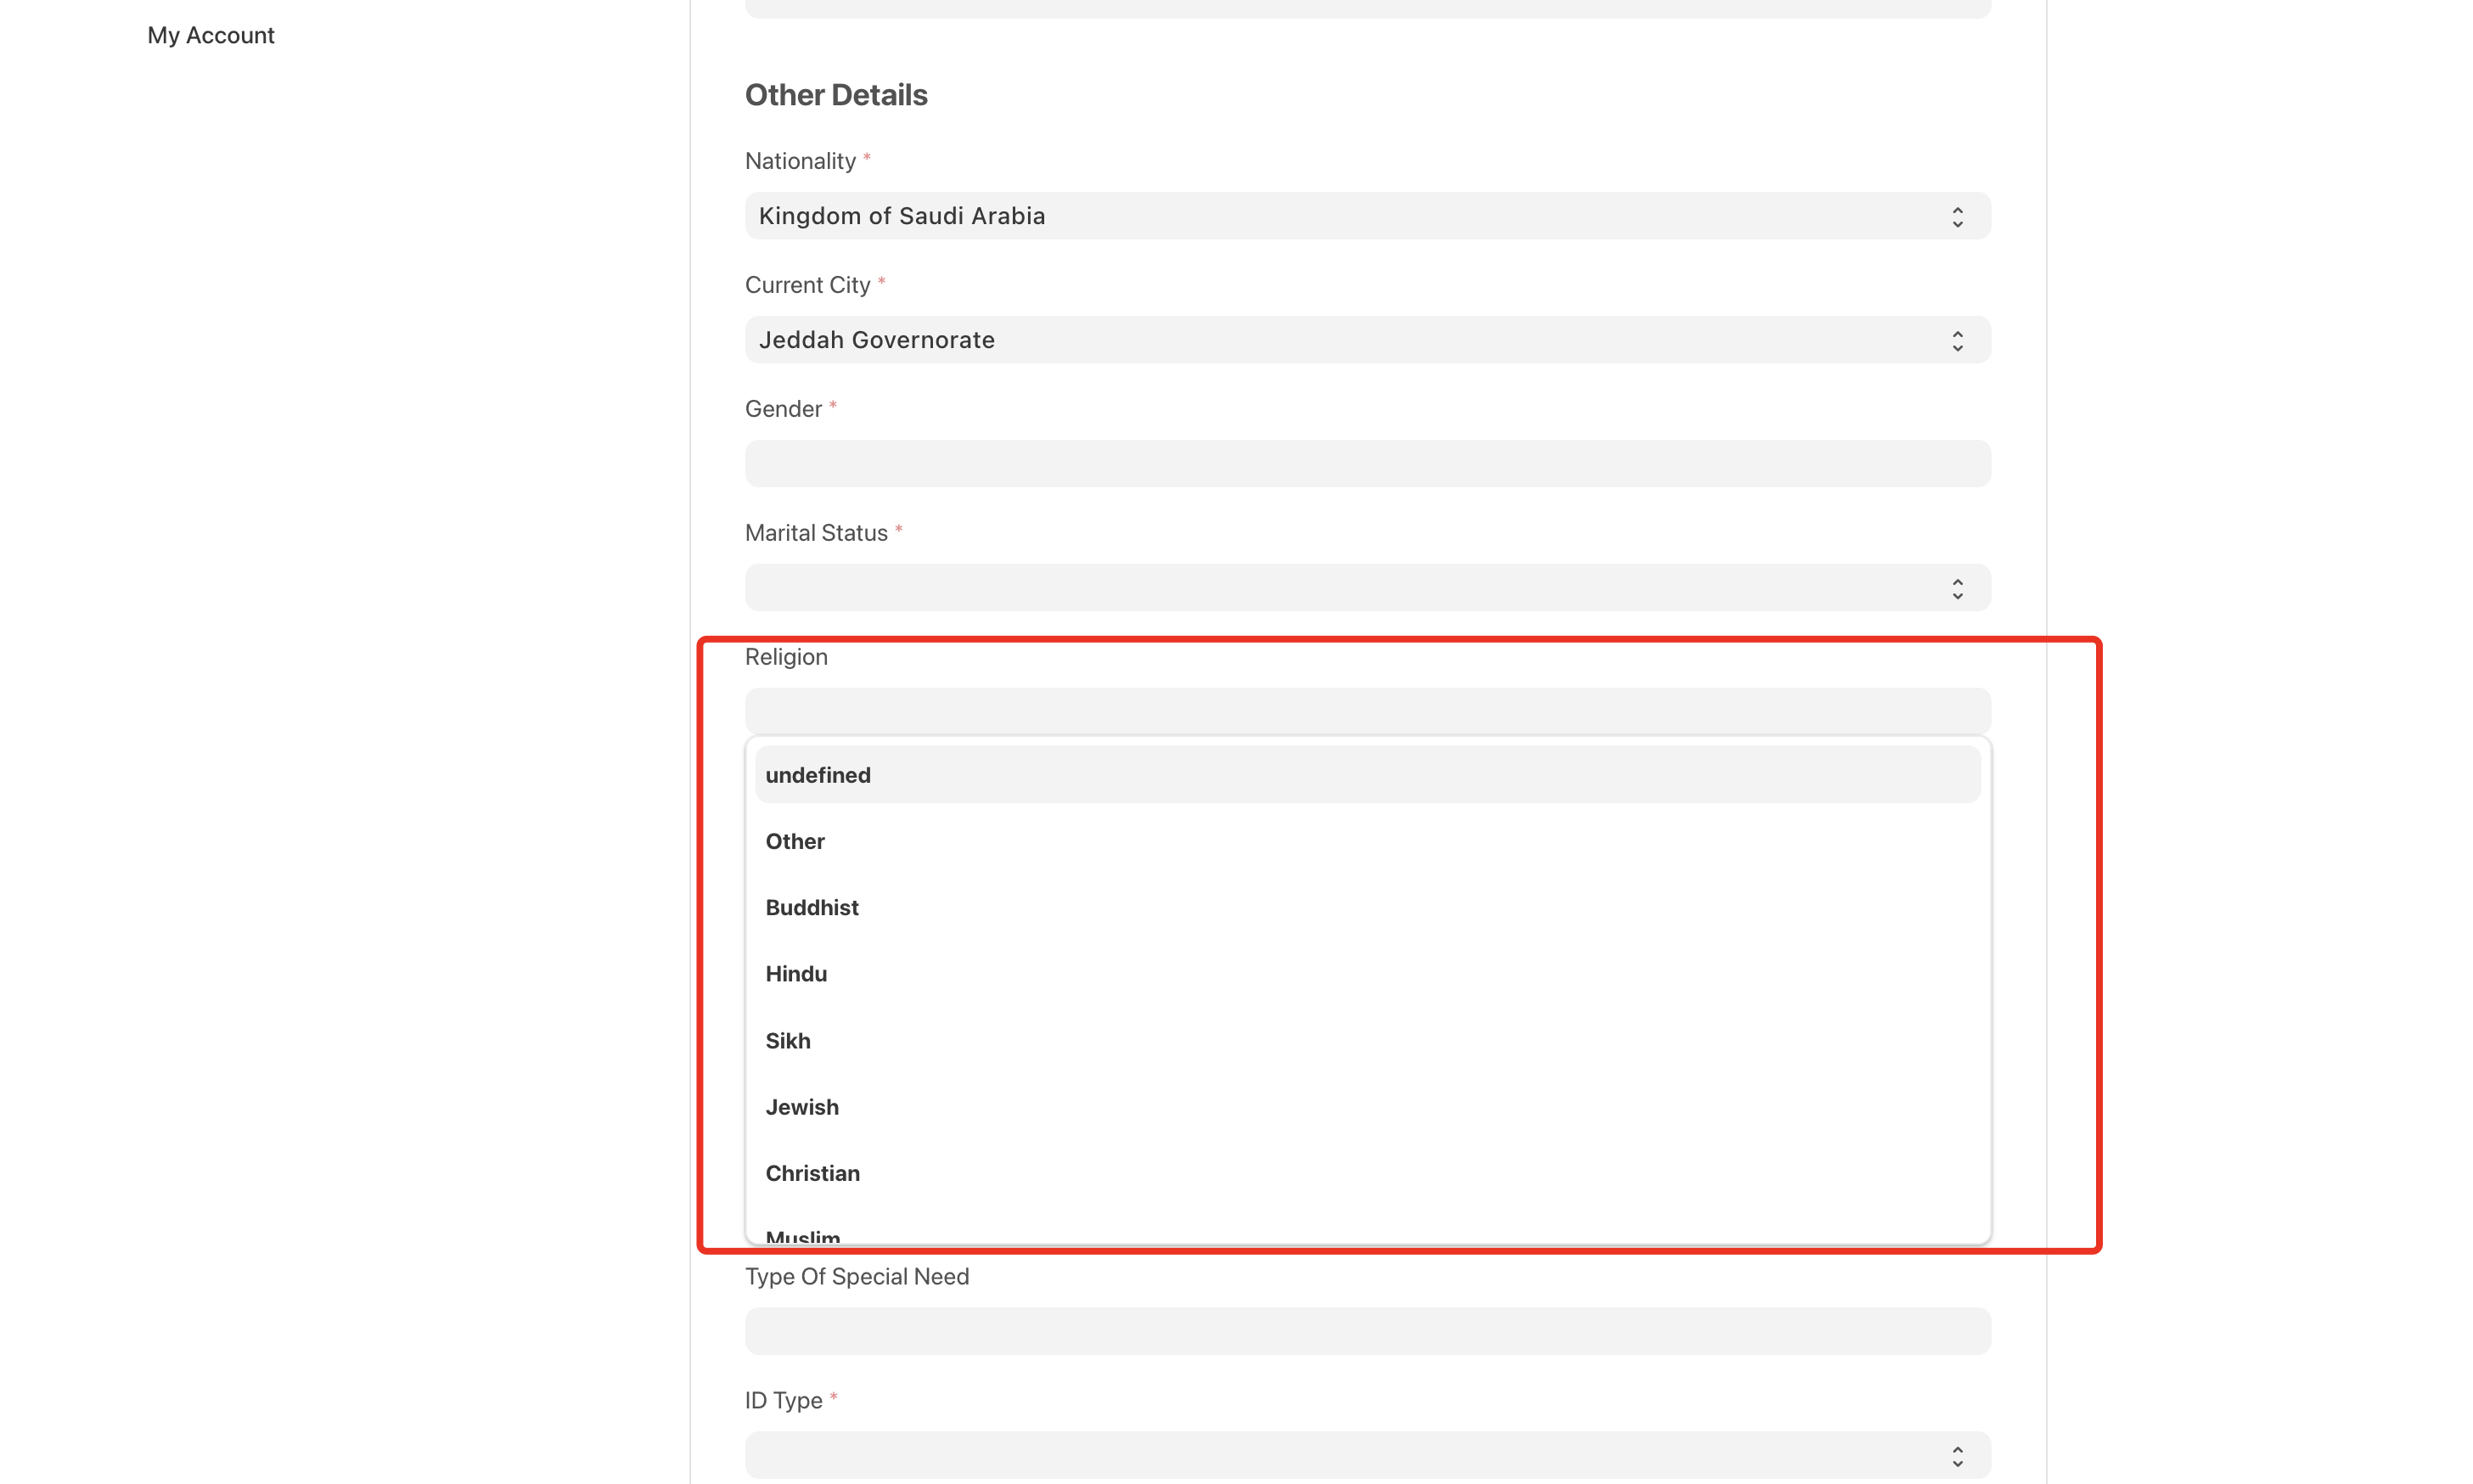 My Account
Other Details
Nationality *
Kingdom of Saudi Arabia
Current City *
Jeddah Governorate
Gender *
Marital Status *
Religion
undefined
Other
Buddhist
Hindu
Sikh
Jewish
Christian
Muslim
Type Of Special Need
ID Type *